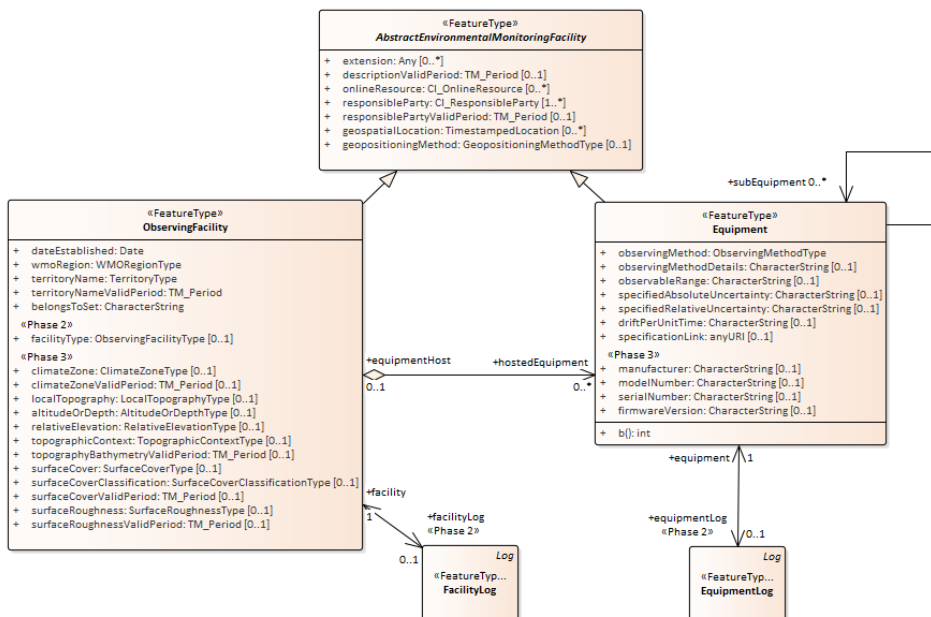 «FeatureType»
AbstractEnvironmentalMonitoringFacility
+ extension: Any [0..*]
+ descriptionValidPeriod: TM_Period [0..1]
+ onlineResource: CI_OnlineResource [0..*]
+ responsibleParty: CI_ResponsibleParty [1..*]
+ responsiblePartyValidPeriod: TM_Period [0..1]
+ geospatialLocation: TimestampedLocation [0..*]
+ geopositioningMethod: GeopositioningMethodType [0..1]
«FeatureType»
ObservingFacility
+ dateEstablished: Date
+ wmoRegion: WMORegionType
+ territoryName: TerritoryType
+ territoryNameValidPeriod: TM_Period
+ belongsToSet: CharacterString
«Phase 2»
+ facilityType: ObservingFacilityType [0..1]
«Phase 3»
+ climateZone: ClimateZoneType [0..1]
+ climateZoneValidPeriod: TM_Period [0..1]
+ localTopography: LocalTopographyType [0..1]
+ altitudeOrDepth: AltitudeOrDepthType [0..1]
+ relativeElevation: RelativeElevationType [0..1]
+ topographicContext: TopographicContextType [0..1]
+ topographyBathymetryValidPeriod: TM_Period [0..1]
+ surfaceCover: SurfaceCoverType [0..1]
+ surfaceCoverClassification: SurfaceCoverClassificationType [0..1]
+ surfaceCoverValidPeriod: TM_Period [0..1]
+ surfaceRoughness: SurfaceRoughnessType [0..1]
+ surfaceRoughnessValidPeriod: TM_Period [0..1]
+equipmentHost
0..1
+hostedEquipment
0..*
+subEquipment 0..*
«FeatureType»
Equipment
+ observingMethod: ObservingMethodType
+ observingMethodDetails: CharacterString [0..1]
+ observableRange: CharacterString [0..1]
+ specifiedAbsoluteUncertainty: CharacterString [0..1]
+ specifiedRelativeUncertainty: CharacterString [0..1]
+ driftPerUnitTime: CharacterString [0..1]
+ specificationLink: anyURI [0..1]
«Phase 3»
+ manufacturer: CharacterString [0..1]
+ modelNumber: CharacterString [0..1]
+ serialNumber: CharacterString [0..1]
+ firmwareVersion: CharacterString [0..1]
+ b(): int
+facility
1
+facilityLog
«Phase 2»
0..1
+equipment 1
+equipmentLog
«Phase 2» 0..1
Log
«FeatureTyp...
FacilityLog
Log
«FeatureTyp...
EquipmentLog